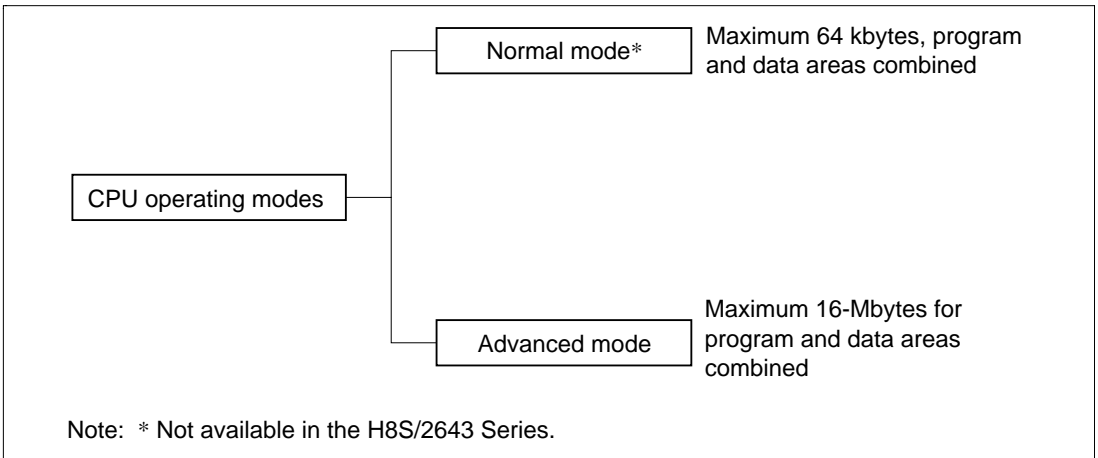 Normal mode*
Maximum 64 kbytes, program
and data areas combined
CPU operating modes
Advanced mode
Maximum 16-Mbytes for
program and data areas
combined
Note: * Not available in the H8S/2643 Series.